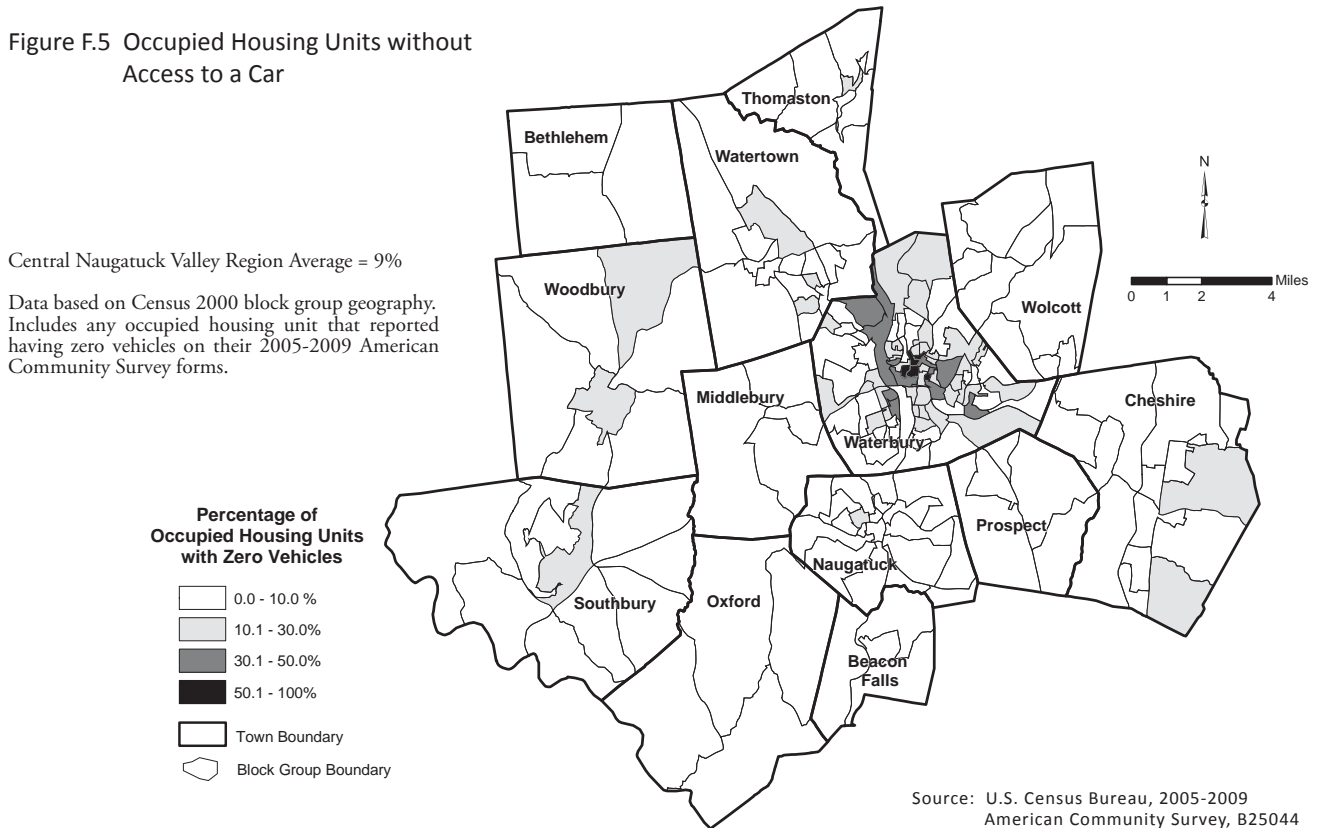 Figure F.5 Occupied Housing Units without
Access to a Car
Central Naugatuck Valley Region Average = 9%
Data based on Census 2000 block group geography.
Includes any occupied housing unit that reported
having zero vehicles on their 2005-2009 American
Community Survey forms.
Thomaston
Bethlehem
Watertown
N
Miles
0 1 2 4
Woodbury
Wolcott
Middlebury
Cheshire
Waterbury
Prospect
Naugatuck
Southbury
Oxford
Beacon
Falls
Percentage of
Occupied Housing Units
with Zero Vehicles
0.0 - 10.0 %
10.1 - 30.0%
30.1 - 50.0%
50.1 - 100%
Town Boundary
Block Group Boundary
Source: U.S. Census Bureau, 2005-2009
American Community Survey, B25044